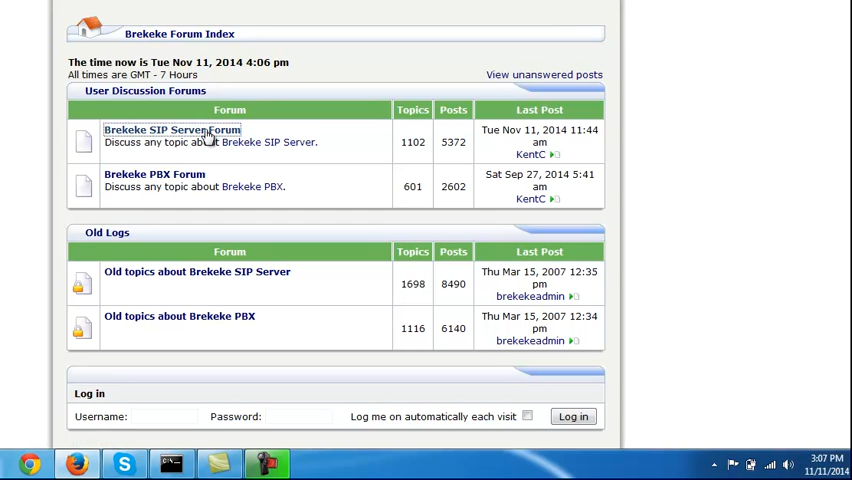 Brekeke Forum Index
The time now is Tue Nov 11, 2014 4:06 pm
All times are GMT - 7 Hours
View unanswered posts
User Discussion Forums
Forum Topics Posts Last Post
Brekeke SIP Server Forum
Discuss any topic about Brekeke SIP Server.
1102 5372
Tue Nov 11, 2014 11:44
am
KentC
Brekeke PBX Forum
Discuss any topic about Brekeke PBX.
601 2602
Sat Sep 27, 2014 5:41
am
KentC
Old Logs
Forum Topics Posts Last Post
Old topics about Brekeke SIP Server
1698 8490
Thu Mar 15, 2007 12:35
pm
brekekeadmin
Old topics about Brekeke PBX
1116 6140
Thu Mar 15, 2007 12:34
pm
brekekeadmin
Log in
Username: Password: Log me on automatically each visit Log in
3:07 PM
11/11/2014